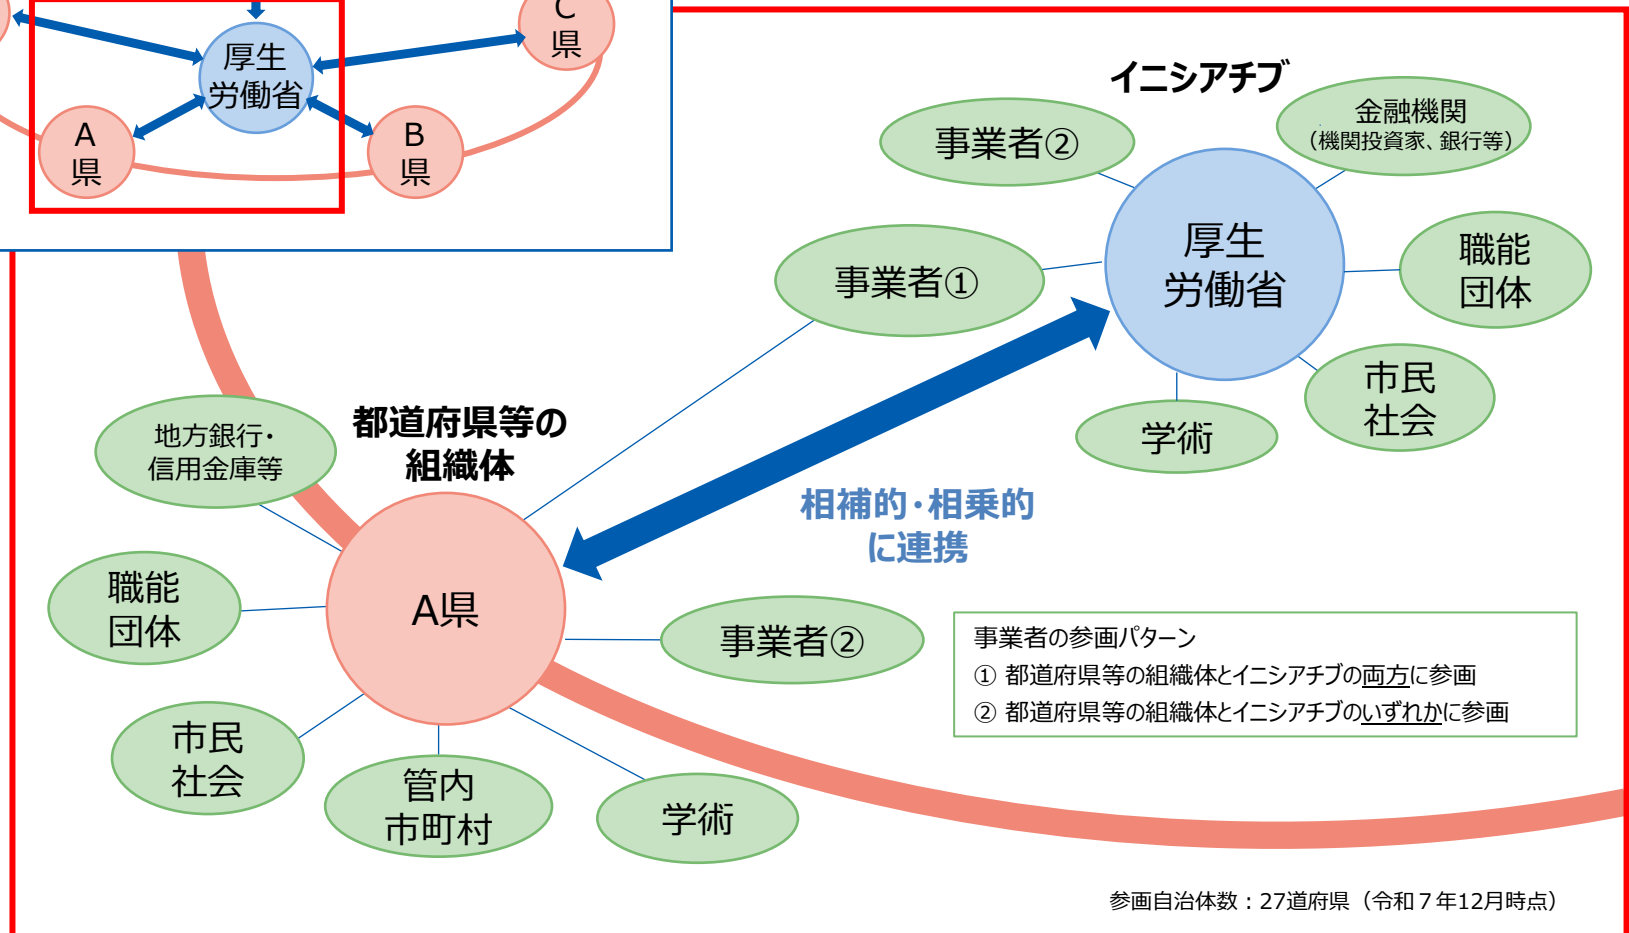 厚生
労働省
A
県
B
県
C
県
イニシアチブ
事業者②
金融機関
（機関投資家、銀行等）
厚生
労働省
事業者①
職能
団体
市民
社会
学術
都道府県等の
組織体
地方銀行・
信用金庫等
相補的・相乗的
に連携
A県
職能
団体
事業者②
市民
社会
管内
市町村
学術
事業者の参画パターン
① 都道府県等の組織体とイニシアチブの両方に参画
② 都道府県等の組織体とイニシアチブのいずれかに参画
参画自治体数：27道府県（令和７年12月時点）